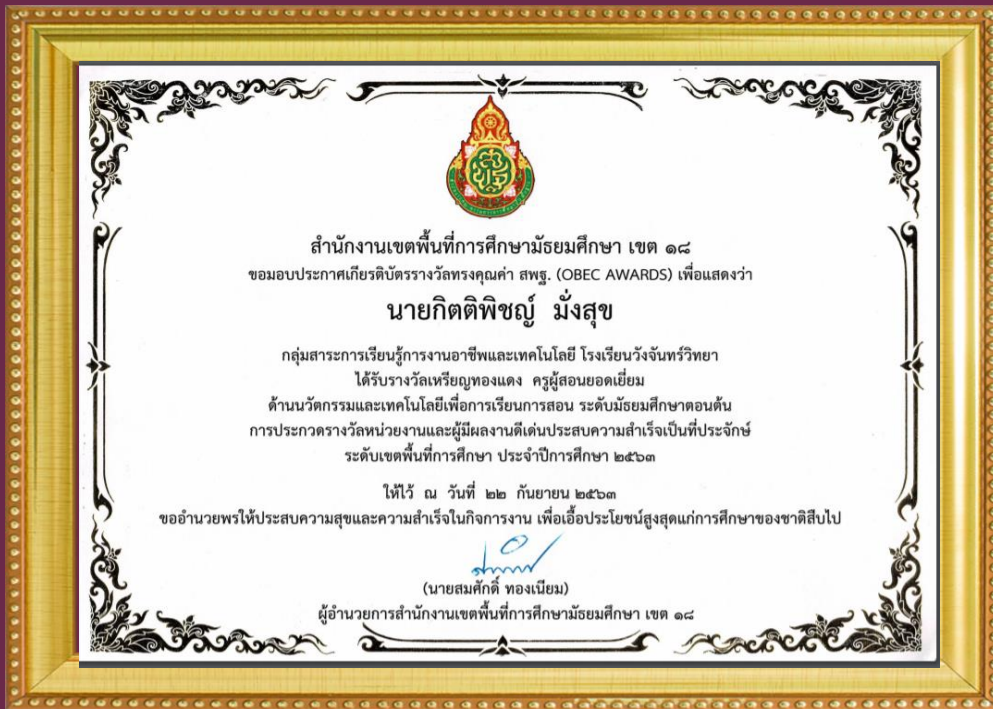 สำนักงานเขตพื้นที่การศึกษามัธยมศึกษา เขต ๑๘
ขอมอบประกาศเกียรติบัตรรางวัลทรงคุณค่า สพฐ. (OBEC AWARDS) เพื่อแสดงว่า
นายกิตติพิชญ์ มั่งสุข
กลุ่มสาระการเรียนรู้การงานอาชีพและเทคโนโลยี โรงเรียนวังจันทร์วิทยา
ได้รับรางวัลเหรียญทองแดง ครูผู้สอนยอดเยี่ยม
ด้านนวัตกรรมและเทคโนโลยีเพื่อการเรียนการสอน ระดับมัธยมศึกษาตอนต้น
การประกวดรางวัลหน่วยงานและผู้มีผลงานดีเด่นประสบความสำเร็จเป็นที่ประจักษ์
ระดับเขตพื้นที่การศึกษา ประจำปีการศึกษา ๒๕๖๓
ให้ไว้ ณ วันที่ ๒๒ กันยายน ๒๕๖๓
ขออำนวยพรให้ประสบความสุขและความสำเร็จในกิจการงาน เพื่อเอื้อประโยชน์สูงสุดแก่การศึกษาของชาติสืบไป
(นายสมศักดิ์ ทองเนียม)
ผู้อำนวยการสำนักงานเขตพื้นที่การศึกษามัธยมศึกษา เขต ๑๘